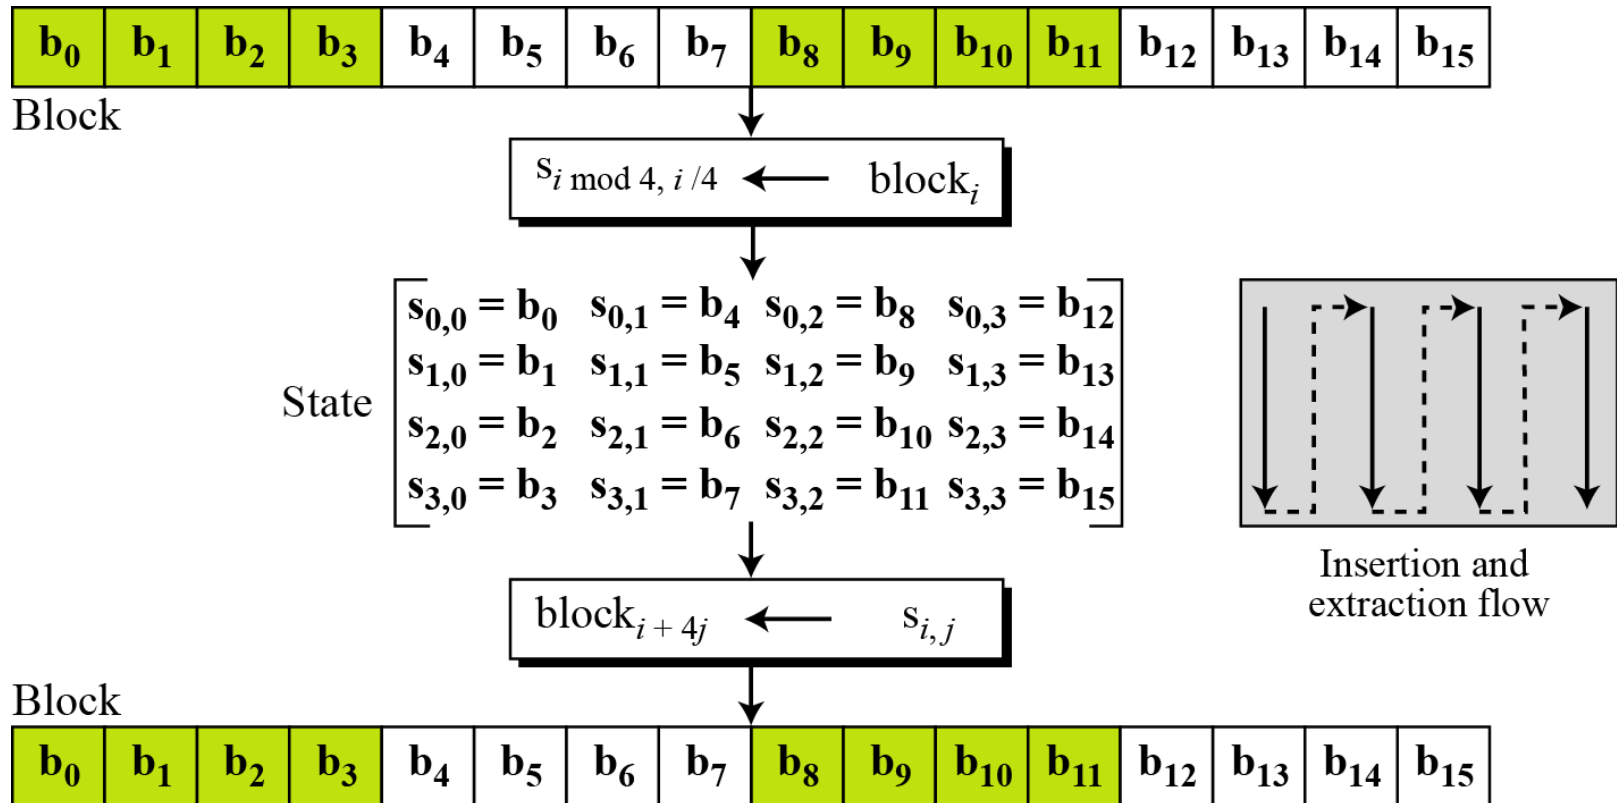 b0 b1 b2 b3 b4 b5 b6 b7 b8 b9 b10 b11 b12 b13 b14 b15
Block
s i mod 4, i /4 ← block i
s0,0 = b0 s0,1 = b4 s0,2 = b8 s0,3 = b12
s1,0 = b1 s1,1 = b5 s1,2 = b9 s1,3 = b13
State
s2,0 = b2 s2,1 = b6 s2,2 = b10 s2,3 = b14
s3,0 = b3 s3,1 = b7 s3,2 = b11 s3,3 = b15
Insertion and
extraction flow
block i + 4j ← s i, j
Block
b0 b1 b2 b3 b4 b5 b6 b7 b8 b9 b10 b11 b12 b13 b14 b15